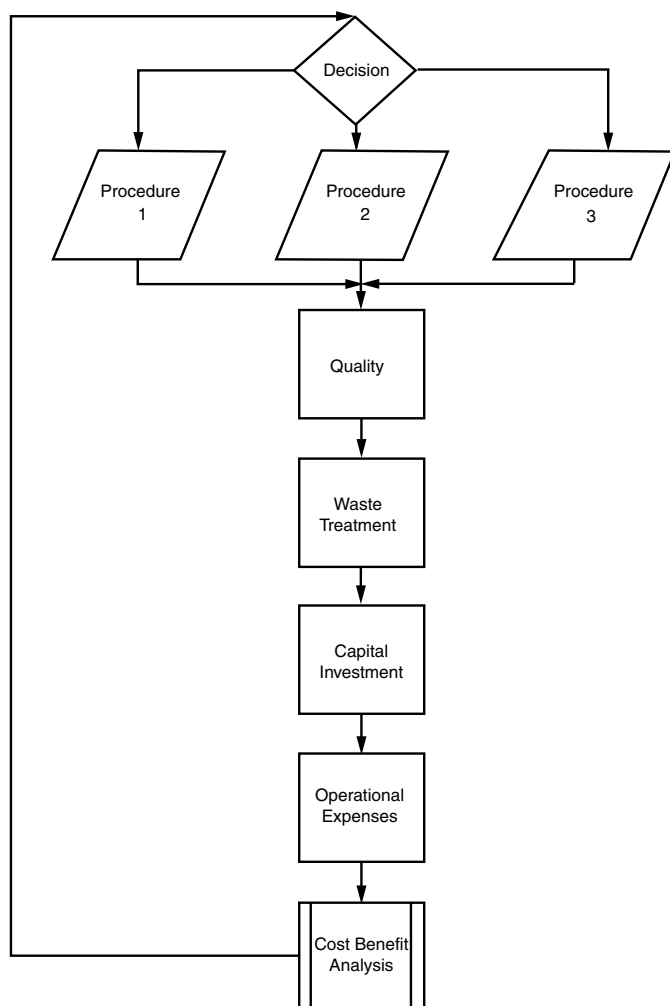 Decision
Procedure
1
Procedure
2
Procedure
3
Quality
Waste
Treatment
Capital
Investment
Operational
Expenses
Cost Benefit
Analysis